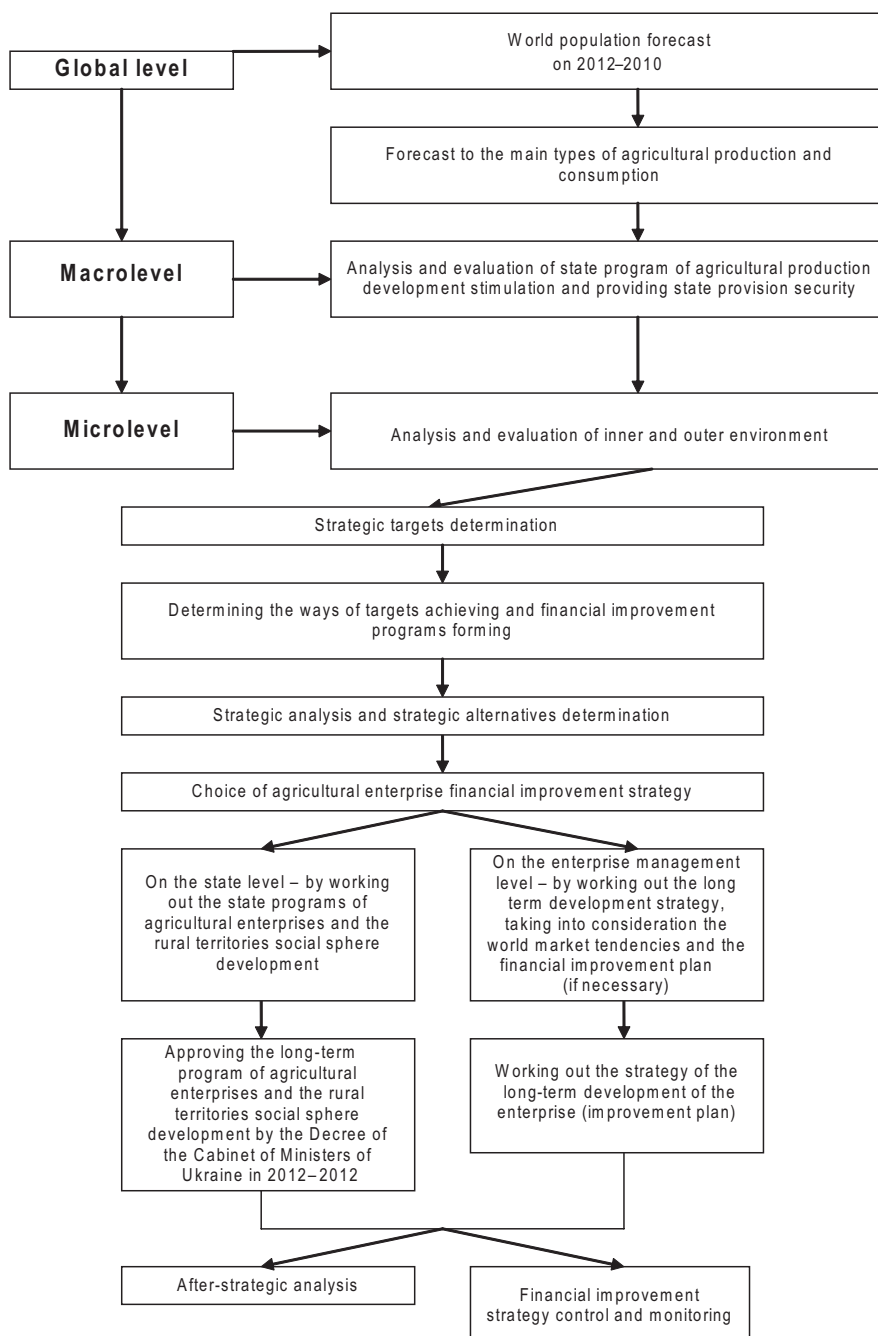 Global level
World population forecast
on 2012–2010
Forecast to the main types of agricultural production and
consumption
Macrolevel
Analysis and evaluation of state program of agricultural production
development stimulation and providing state provision security
Microlevel
Analysis and evaluation of inner and outer environment
Strategic targets determination
Determining the ways of targets achieving and financial improvement
programs forming
Strategic analysis and strategic alternatives determination
Choice of agricultural enterprise financial improvement strategy
On the state level – by working
out the state programs of
agricultural enterprises and the
rural territories social sphere
development
On the enterprise management
level – by working out the long
term development strategy,
taking into consideration the
world market tendencies and the
financial improvement plan
(if necessary)
Approving the long-term
program of agricultural
enterprises and the rural
territories social sphere
development by the Decree of
the Cabinet of Ministers of
Ukraine in 2012–2012
Working out the strategy of the
long-term development of the
enterprise (improvement plan)
After-strategic analysis
Financial improvement
strategy control and monitoring